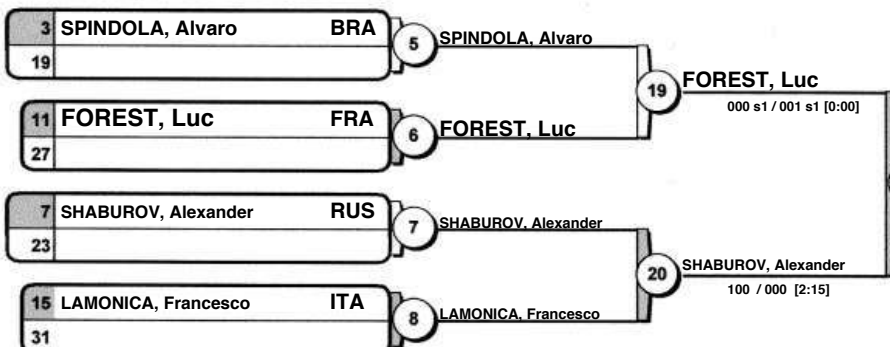 3 SPINDOLA, Alvaro BRA
19
5 SPINDOLA, Alvaro
11 FOREST, Luc FRA
27
6 FOREST, Luc
19 FOREST, Luc
000 s1 / 001 s1 [0:00]
7 SHABUROV, Alexander RUS
23
7 SHABUROV, Alexander
15 LAMONICA, Francesco ITA
31
8 LAMONICA, Francesco
20 SHABUROV, Alexander
100 / 000 [2:15]